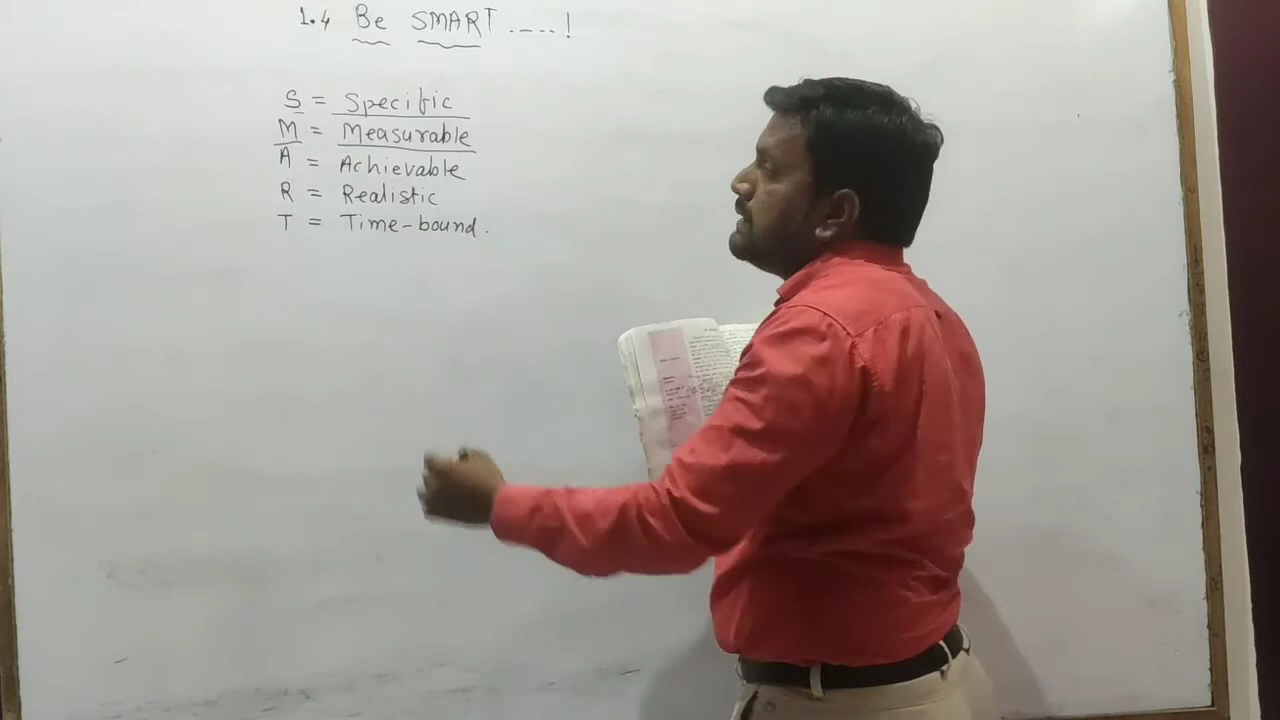 1.4 Be SMART ....!
S = Specific
M = Measurable
A = Achievable
R = Realistic
T = Time-bound.